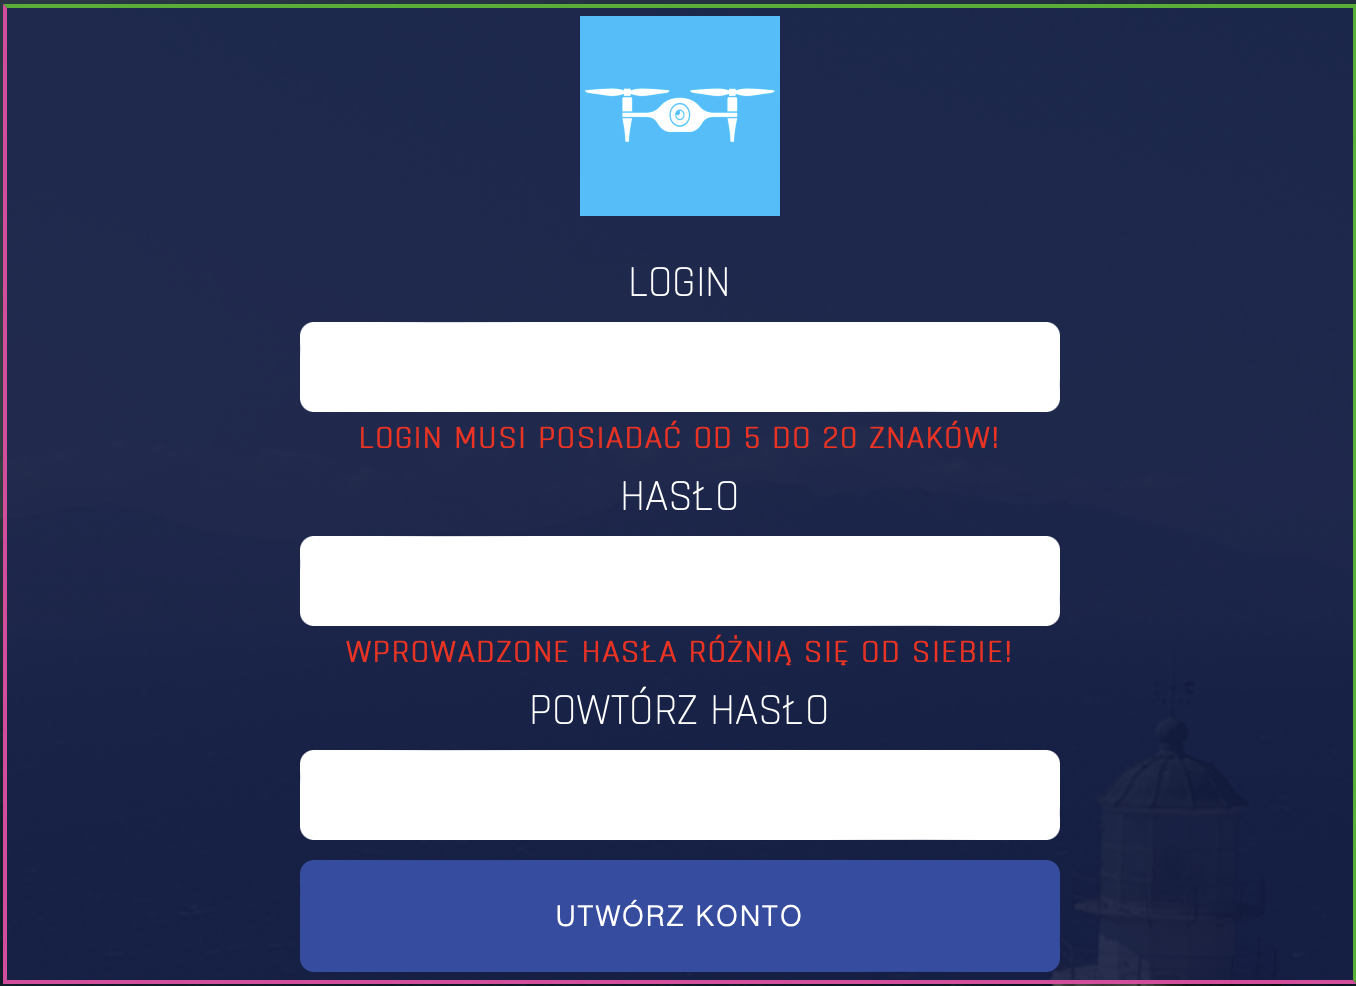 LOGIN
LOGIN MUSI POSIADAĆ OD 5 DO 20 ZNAKÓW!
HASŁO
WPROWADZONE HASŁA RÓŻNIĄ SIĘ OD SIEBIE!
POWTÓRZ HASŁO
UTWÓRZ KONTO